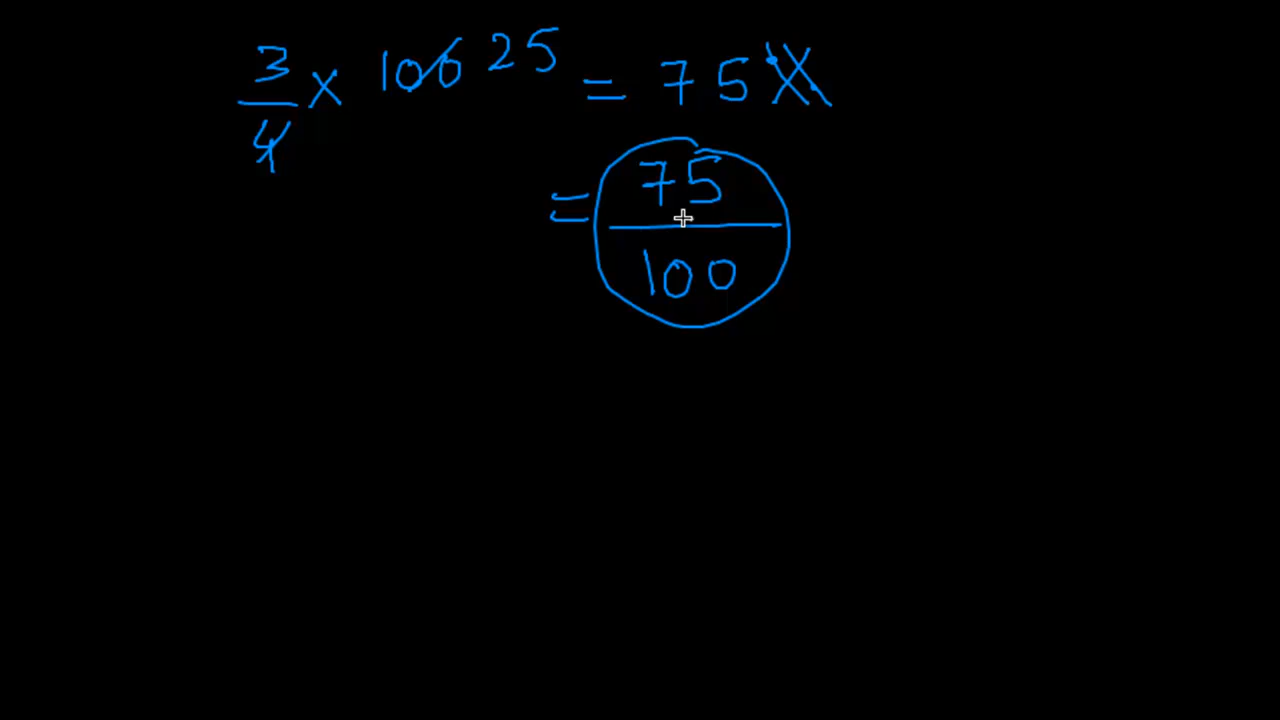 3/4 x 100 25 = 75
= 75/100